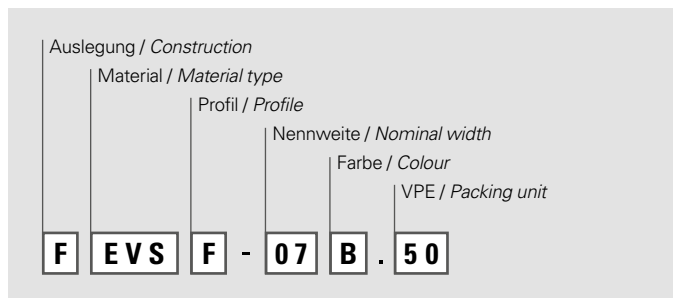 Auslegung / Construction
Material / Material type
Profil / Profile
Nennweite / Nominal width
Farbe / Colour
VPE / Packing unit
F EVS F - 07 B . 50